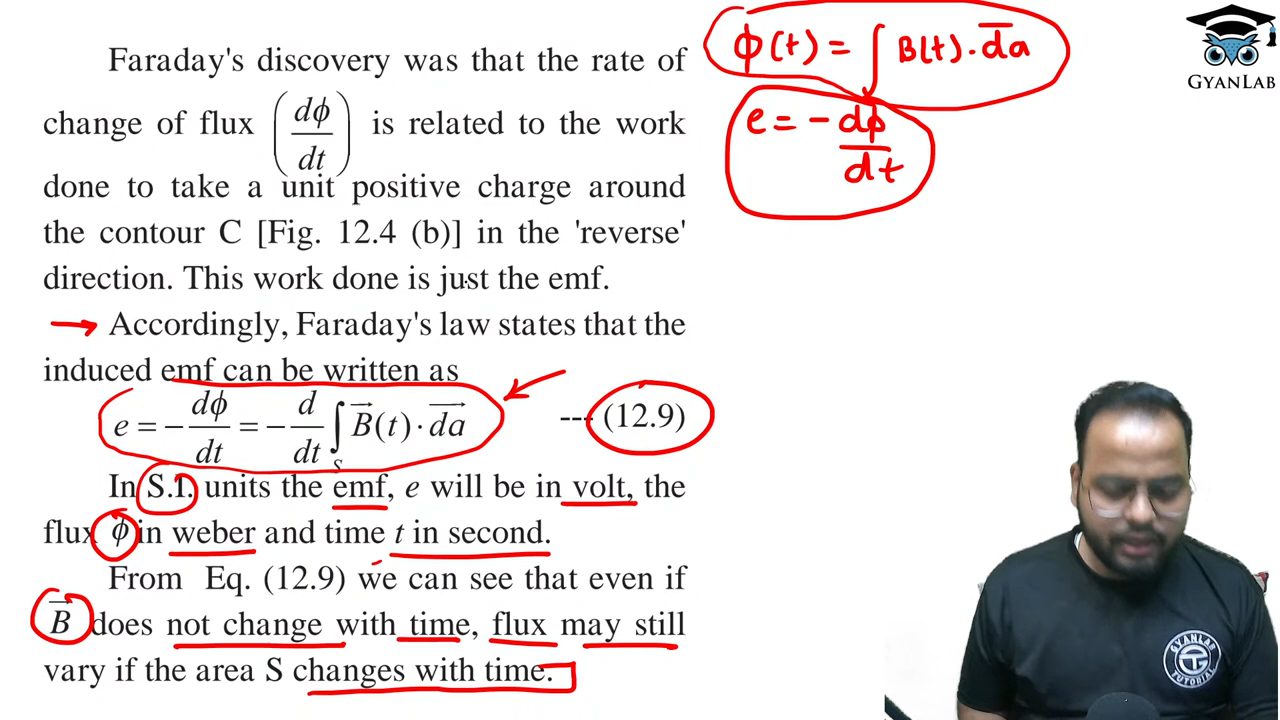 Faraday's discovery was that the rate of
change of flux (dϕ/dt) is related to the work
done to take a unit positive charge around
the contour C [Fig. 12.4 (b)] in the 'reverse'
direction. This work done is just the emf.
→ Accordingly, Faraday's law states that the
induced emf can be written as
e = - dϕ/dt = - d/dt ∫_S B⃗(t) · d⃗a⃗ --- (12.9)
In S.I. units the emf, e will be in volt, the
flux ϕ in weber and time t in second.
From Eq. (12.9) we can see that even if
B⃗ does not change with time, flux may still
vary if the area S changes with time.
ϕ(t) = ∫ B(t) · d̅a̅
e = - dϕ/dt
GYANLAB
GYANLAB
TUTORIAL